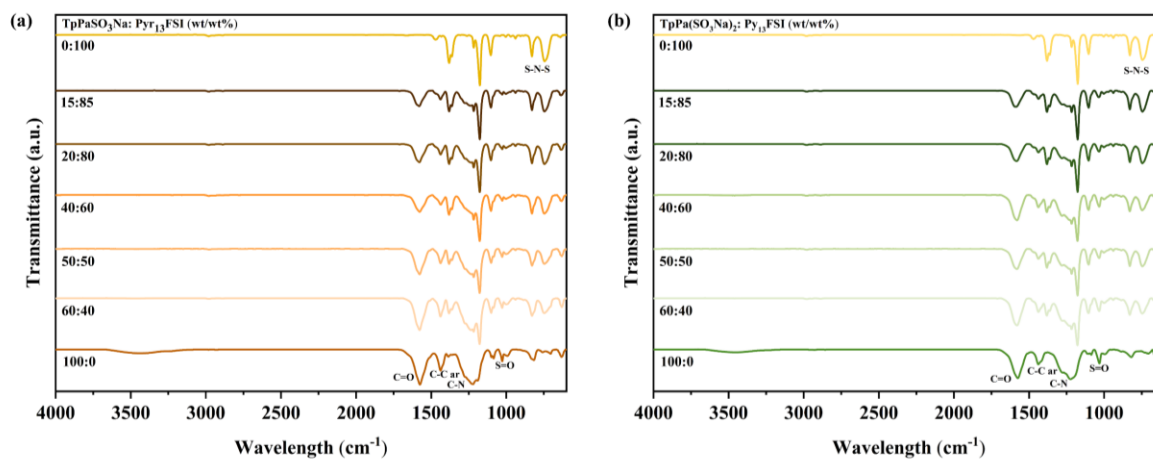 (a)
TpPaSO₃Na: Pyr₁₃FSI (wt/wt%)
0:100
S-N-S
15:85
20:80
40:60
50:50
60:40
100:0
C=O
C-C ar
C-N
S=O
4000 3500 3000 2500 2000 1500 1000
Wavelength (cm⁻¹)
Transmittance (a.u.)
(b)
TpPa(SO₃Na)₂: Py₁₃FSI (wt/wt%)
0:100
S-N-S
15:85
20:80
40:60
50:50
60:40
100:0
C=O
C-C ar
C-N
S=O
4000 3500 3000 2500 2000 1500 1000
Wavelength (cm⁻¹)
Transmittance (a.u.)